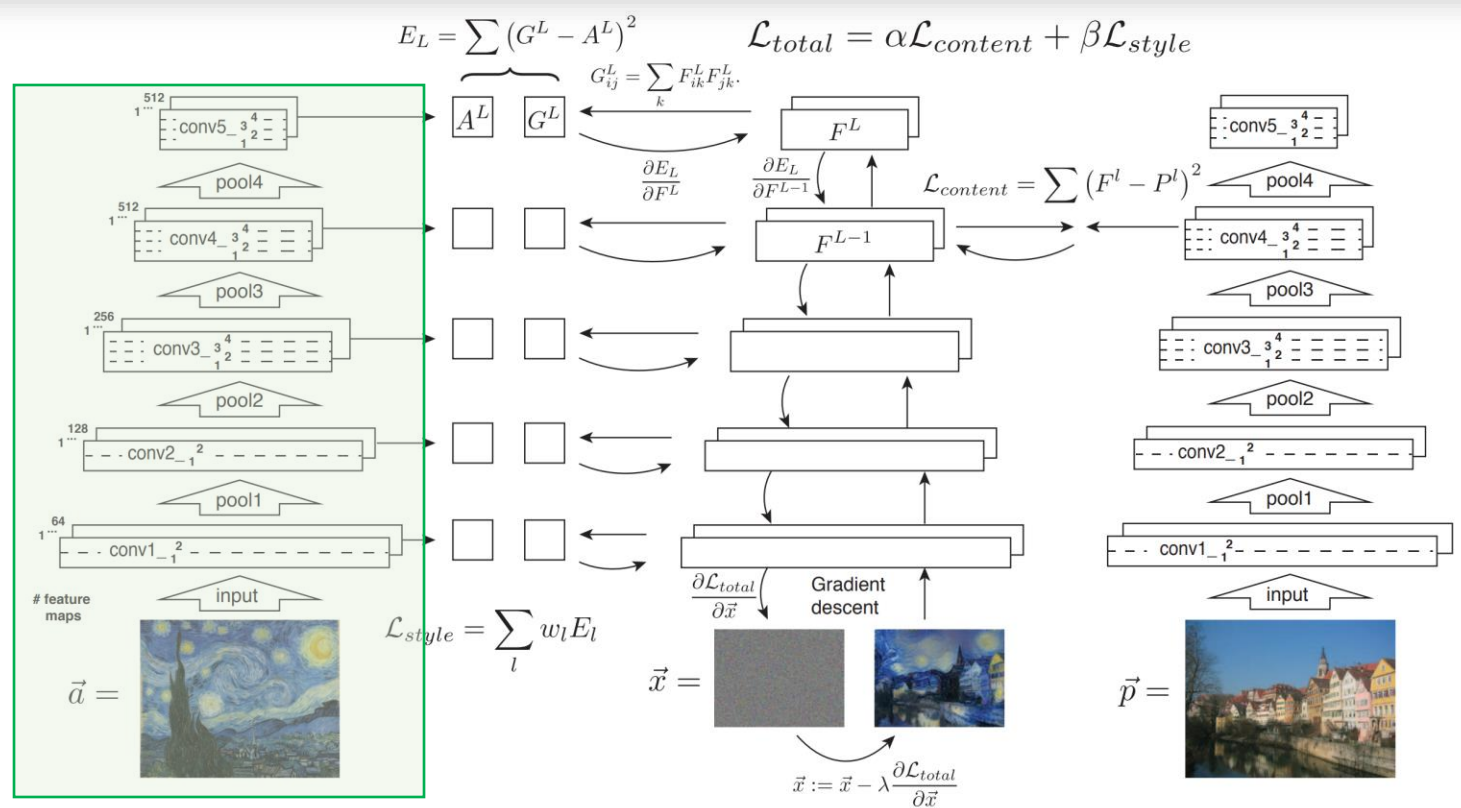 E_L = ∑ (G^L − A^L)^2
ℒ_total = αℒ_content + βℒ_style
G^L_ij = ∑_k F^L_ik F^L_jk.
512
1...
conv5_ 1 2 3 4
A^L
G^L
F^L
conv5_ 1 2 3 4
∂E_L/∂F^L
∂E_L/∂F^{L−1}
ℒ_content = ∑ (F^l − P^l)^2
pool4
pool4
512
1...
conv4_ 1 2 3 4
F^{L−1}
conv4_ 1 2 3 4
pool3
pool3
256
1...
conv3_ 1 2 3 4
conv3_ 1 2 3 4
pool2
pool2
128
1...
conv2_ 1 2
conv2_ 1 2
pool1
pool1
64
1...
conv1_ 1 2
conv1_ 1 2
input
# feature
maps
∂ℒ_total/∂x⃗
Gradient
descent
input
ℒ_style = ∑_l w_l E_l
a⃗ =
x⃗ =
p⃗ =
x⃗ := x⃗ − λ ∂ℒ_total/∂x⃗